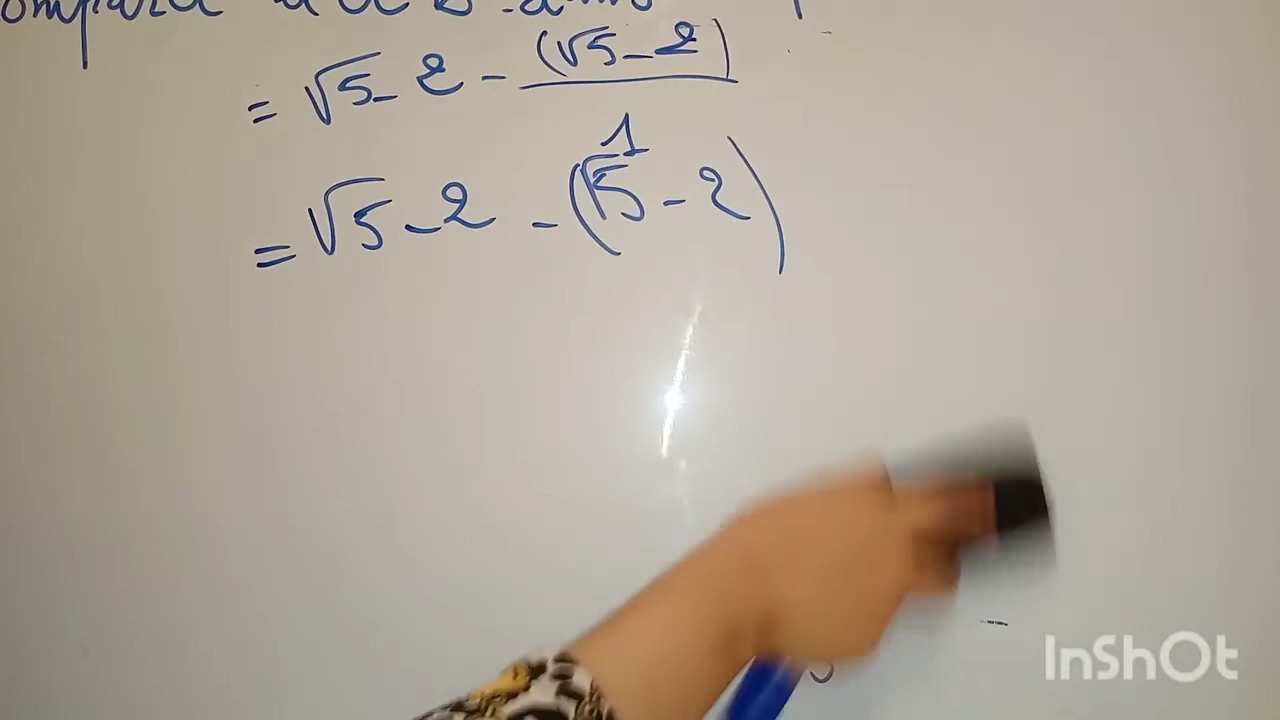 = √5 - 2 - (√5 - 2)/1
= √5 - 2 - (√5 - 2)
InShOt